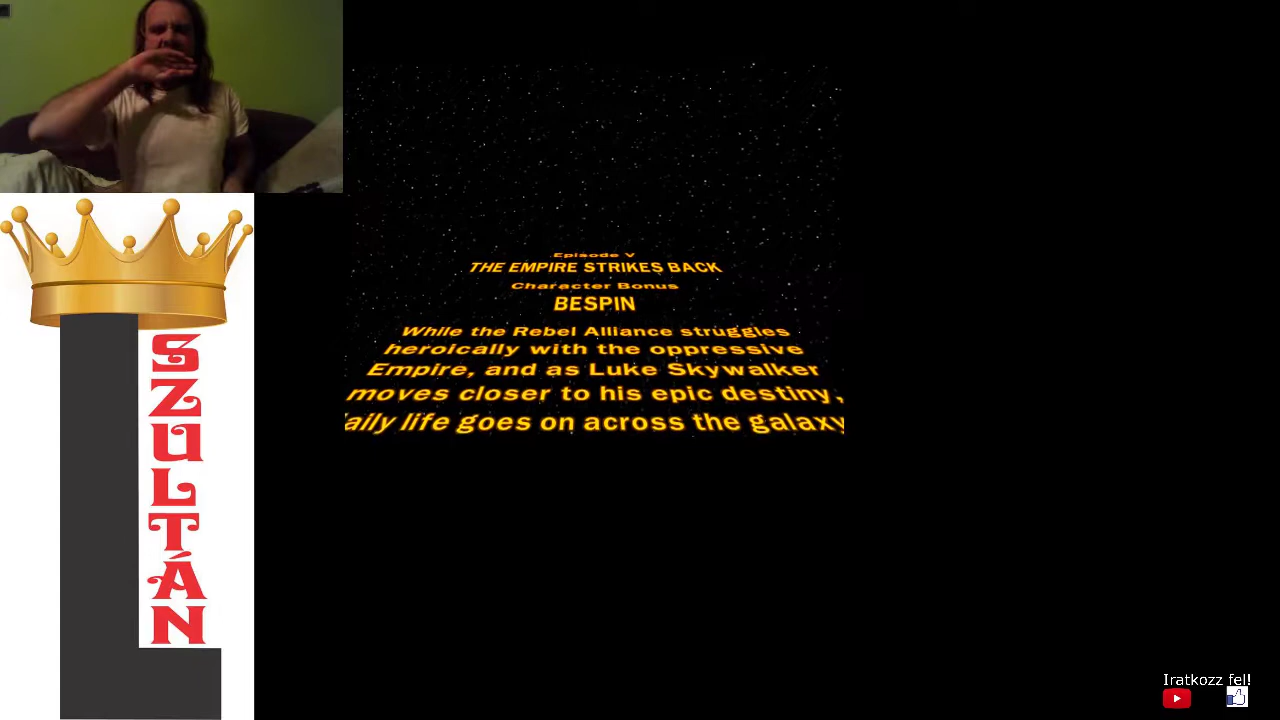 L
SZULTÁN
Episode V
THE EMPIRE STRIKES BACK
Character Bonus
BESPIN
While the Rebel Alliance struggles
heroically with the oppressive
Empire, and as Luke Skywalker
moves closer to his epic destiny,
aily life goes on across the galaxy
Iratkozz fel!